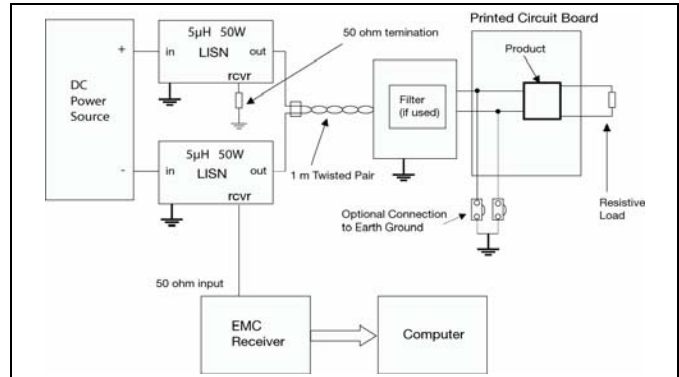 Printed Circuit Board
5µH 50W
LISN
in
out
rcvr
+
50 ohm temination
Product
DC
Power
Source
Filter
(if used)
-
5µH 50W
LISN
in
out
rcvr
1 m Twisted Pair
Optional Connection
to Earth Ground
Resistive
Load
50 ohm input
EMC
Receiver
Computer